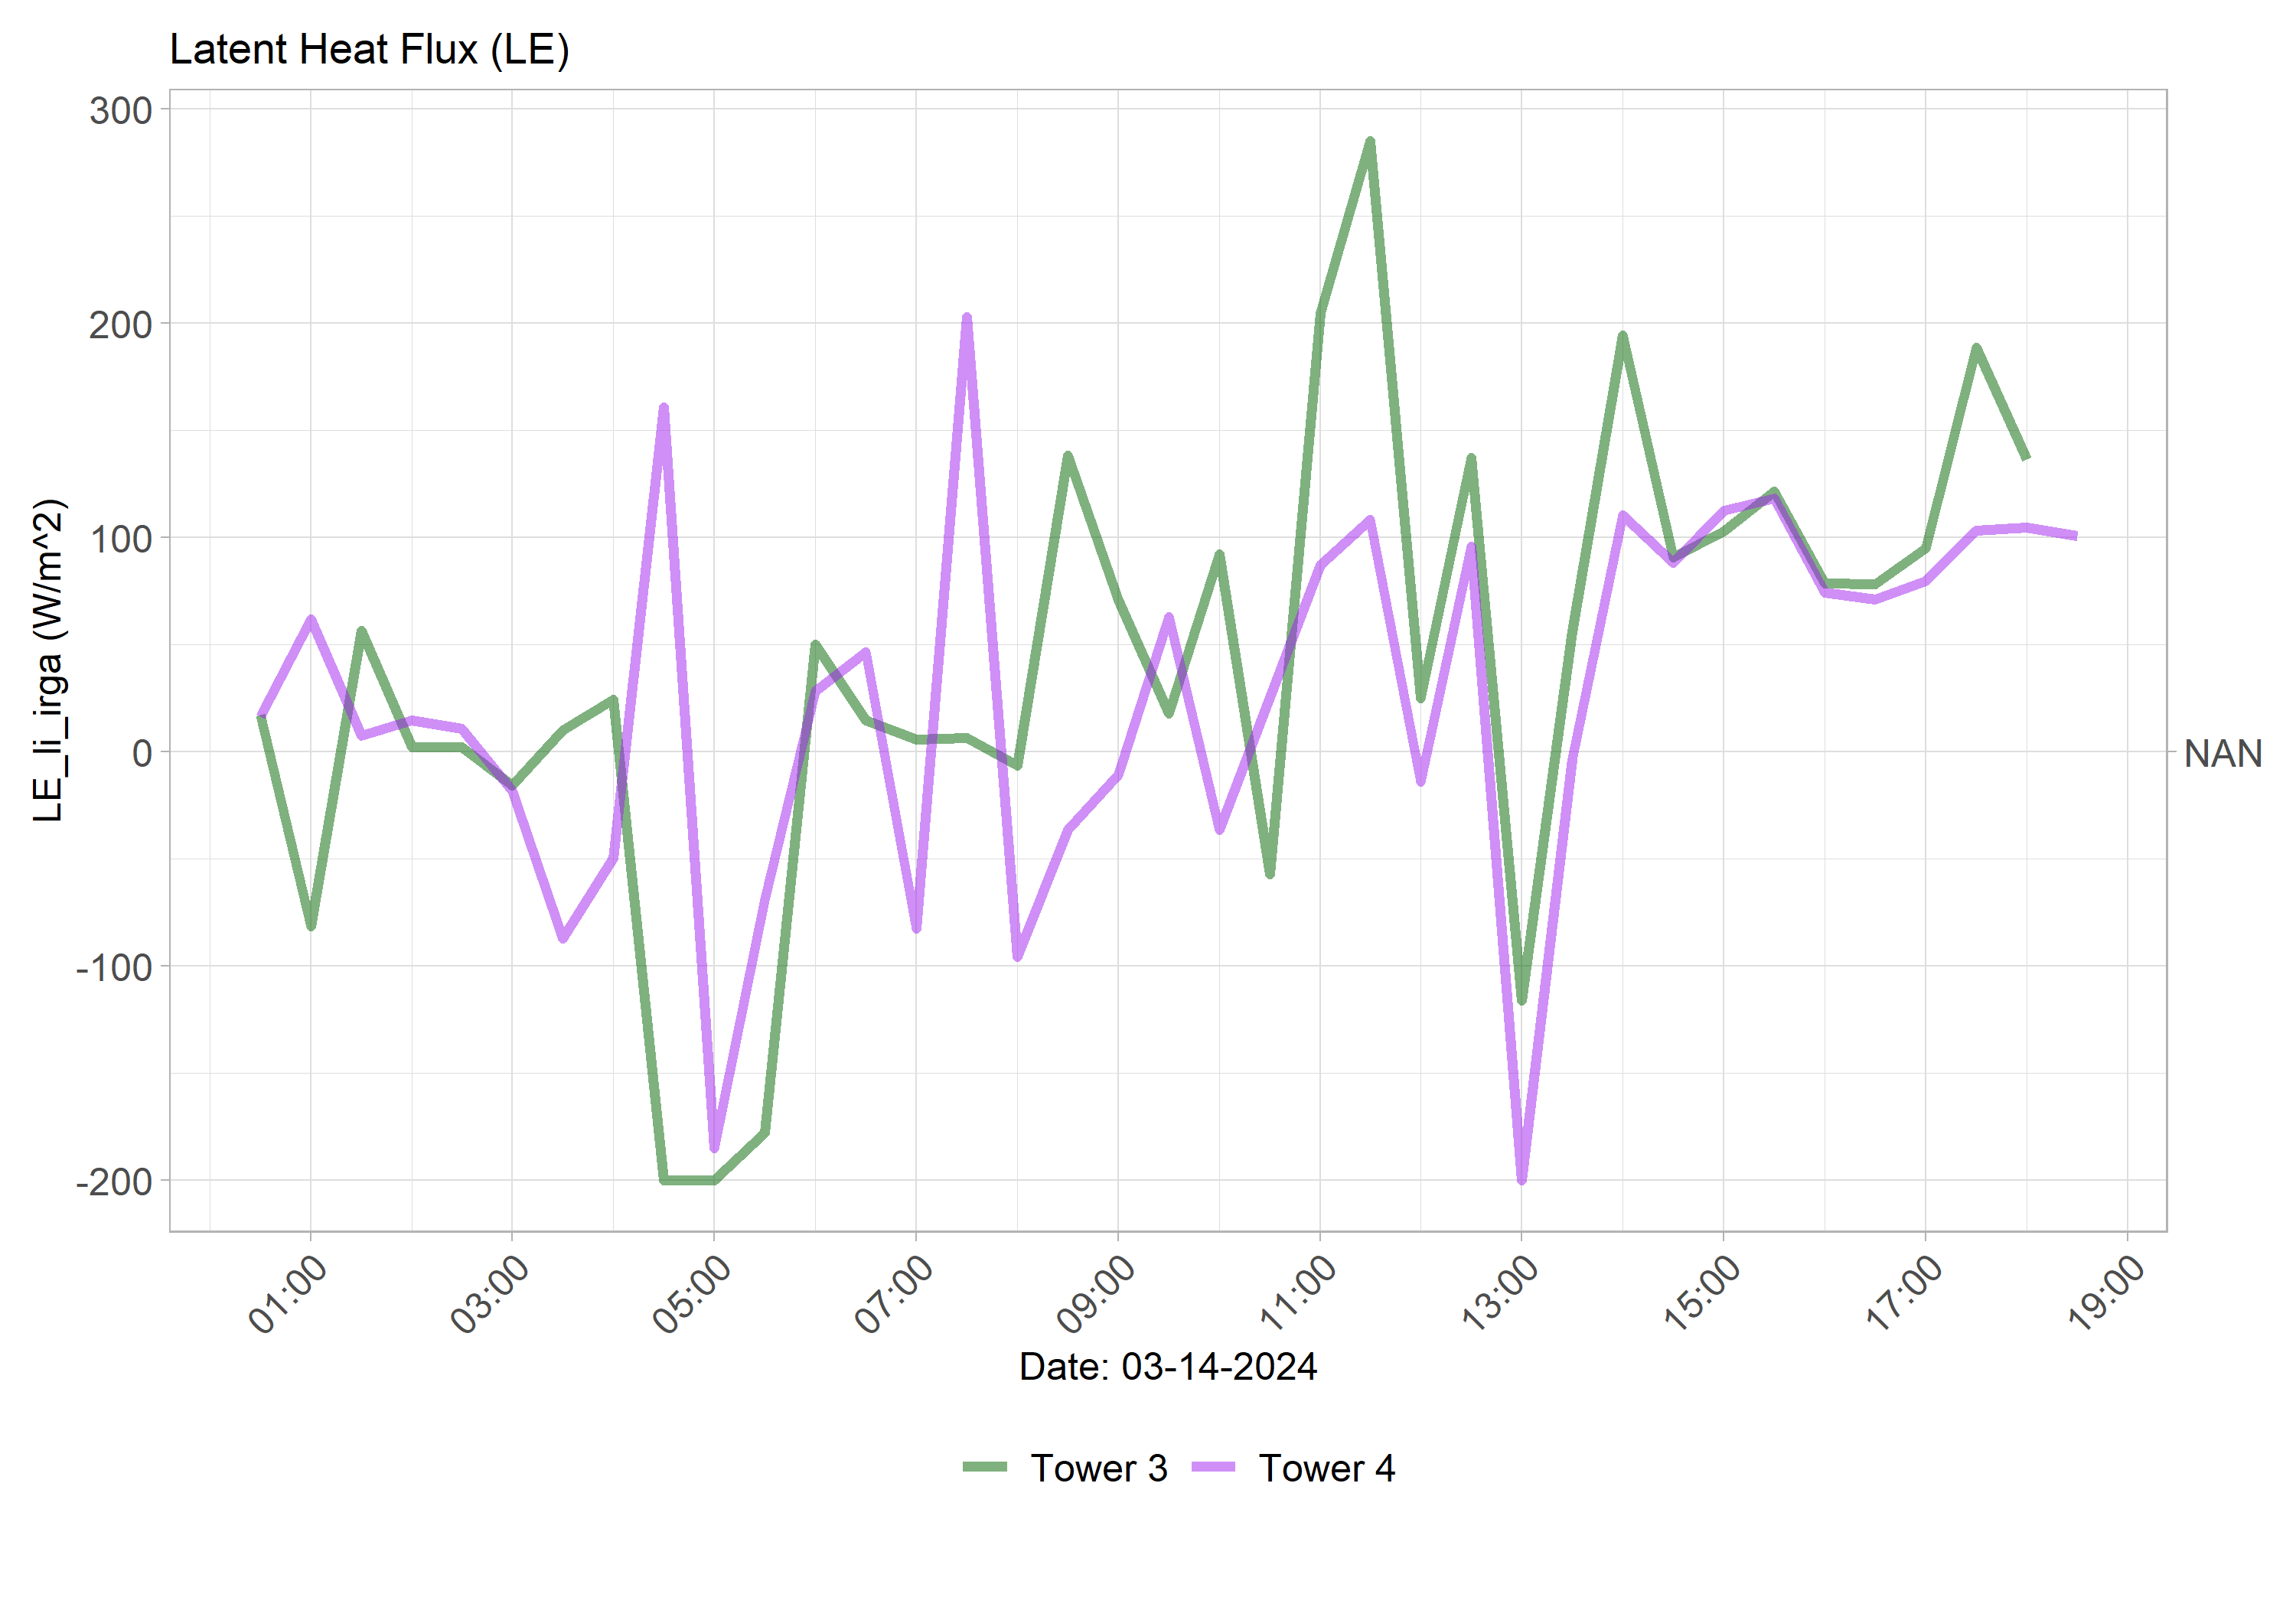 Latent Heat Flux (LE)
300
200
100
0
-100
-200
LE_li_irga (W/m^2)
NAN
01:00
03:00
05:00
07:00
09:00
11:00
13:00
15:00
17:00
19:00
Date: 03-14-2024
Tower 3
Tower 4